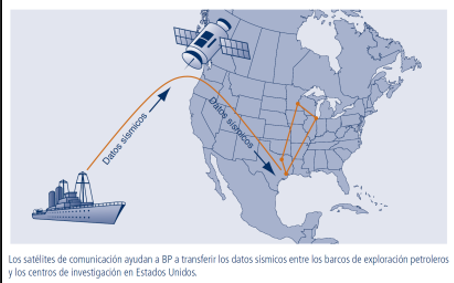 Datos sísmicos
Datos sísmicos
Los satélites de comunicación ayudan a BP a transferir los datos sísmicos entre los barcos de exploración petroleros
y los centros de investigación en Estados Unidos.